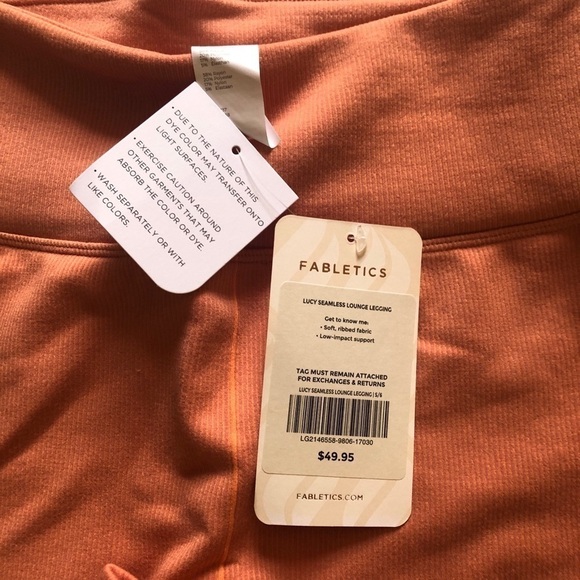 • DUE TO THE NATURE OF THIS
DYE COLOR MAY TRANSFER ONTO
LIGHT SURFACES.
• EXERCISE CAUTION AROUND
OTHER GARMENTS THAT MAY
ABSORB THE COLOR OR DYE.
• WASH SEPARATELY OR WITH
LIKE COLORS.
FABLETICS
LUCY SEAMLESS LOUNGE LEGGING
Get to know me:
• Soft, ribbed fabric
• Low-impact support
TAG MUST REMAIN ATTACHED
FOR EXCHANGES & RETURNS
LUCY SEAMLESS LOUNGE LEGGING | S/6
LG2146558-9806-17030
$49.95
FABLETICS.COM